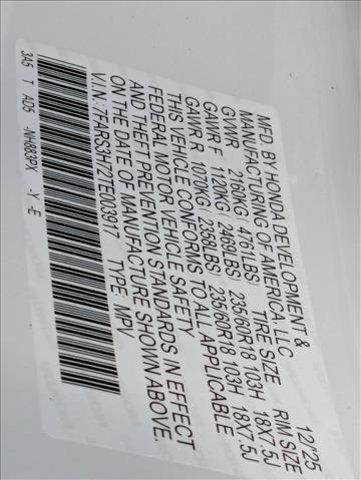 MFD. BY HONDA DEVELOPMENT & 12/25
MANUFACTURING OF AMERICA, LLC
GVWR 2160KG( 4761LBS) TIRE SIZE RIM SIZE
GAWR F 1120KG( 2469LBS) 235/60R18 103H 18X7.5J
GAWR R 1070KG( 2358LBS) 235/60R18 103H 18X7.5J
THIS VEHICLE CONFORMS TO ALL APPLICABLE
FEDERAL MOTOR VEHICLE SAFETY
AND THEFT PREVENTION STANDARDS IN EFFECT
ON THE DATE OF MANUFACTURE SHOWN ABOVE.
V.I.N: 7FARS3H72TE003917 TYPE: MPV
3A5 T AD5 -NH883PX -Y -E